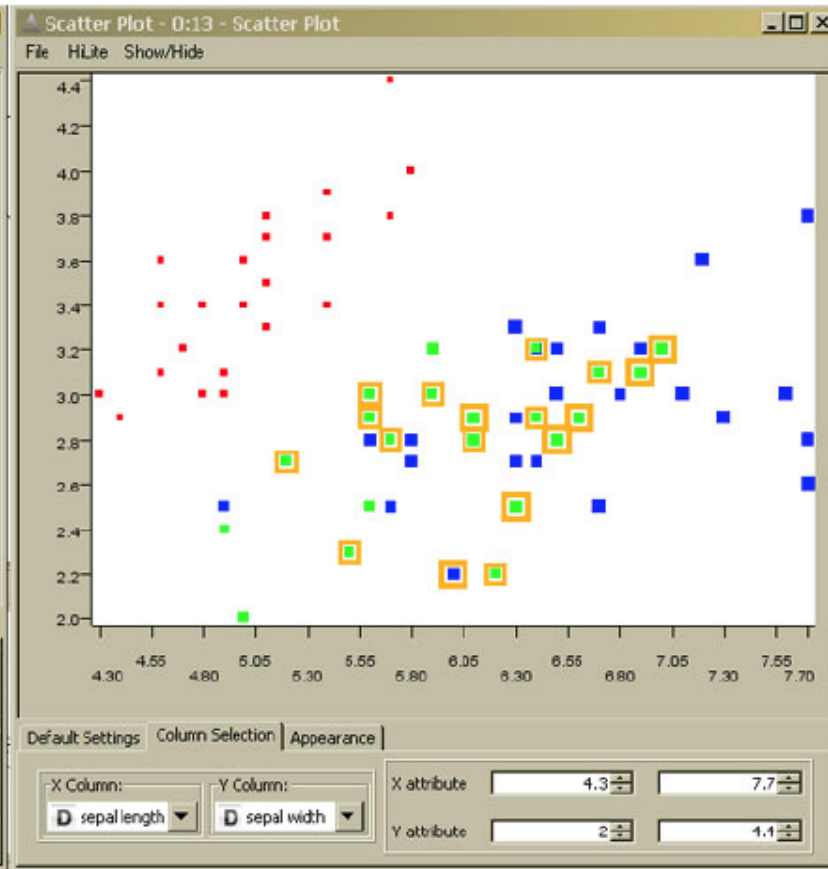 Scatter Plot - 0:13 - Scatter Plot
File HiLite Show/Hide
4.4
4.2
4.0
3.8
3.6
3.4
3.2
3.0
2.8
2.6
2.4
2.2
2.0
4.30 4.55 4.80 5.05 5.30 5.55 5.80 6.05 6.30 6.55 6.80 7.05 7.30 7.55 7.70
Default Settings Column Selection Appearance
X Column: Y Column:
D sepal length D sepal width
X attribute 4.3 7.7
Y attribute 2 4.4